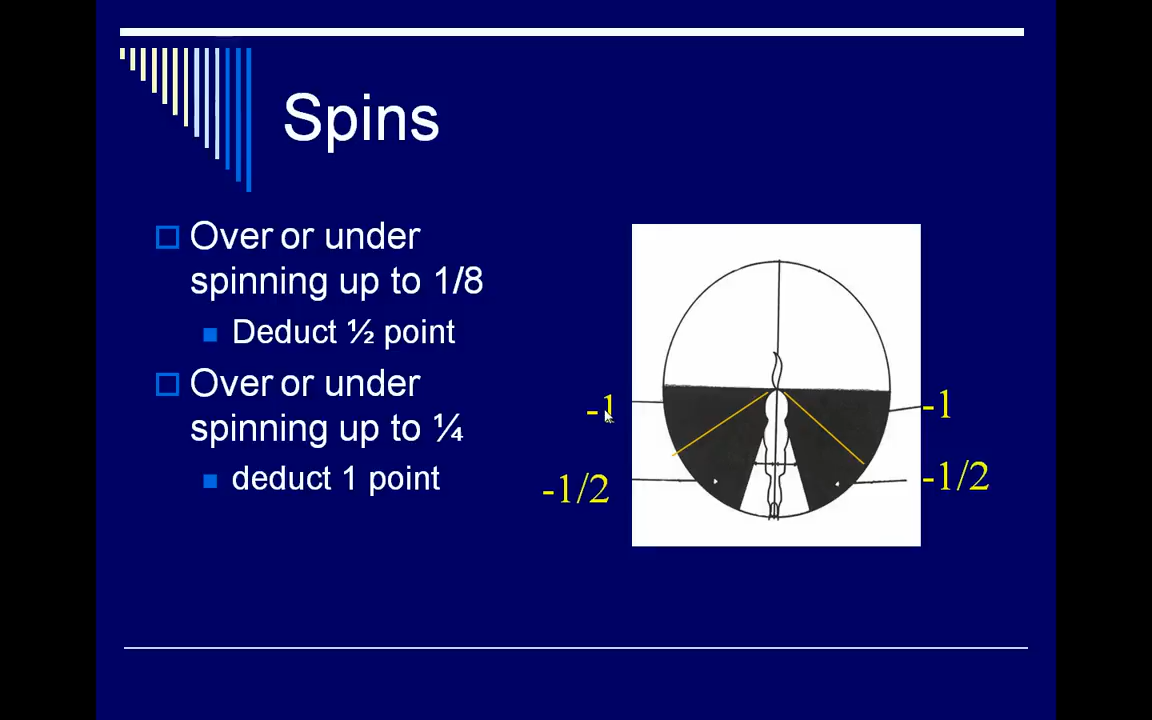 Spins
Over or under
spinning up to 1/8
Deduct ½ point
Over or under
spinning up to ¼
deduct 1 point
-1
-1
-1/2
-1/2